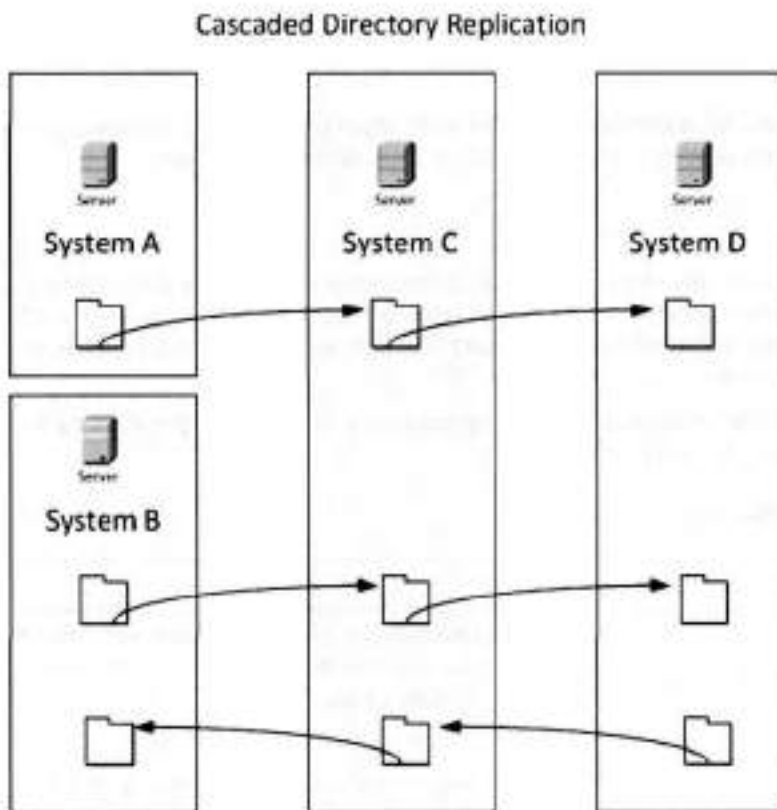 Cascaded Directory Replication
Server
System A
Server
System C
Server
System D
Server
System B